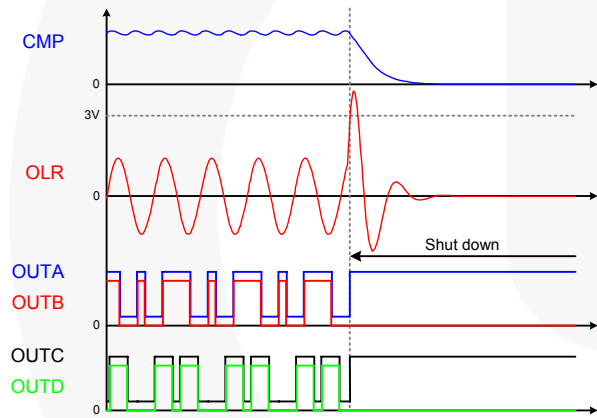 CMP
0
3V
OLR
0
Shut down
OUTA
OUTB
0
OUTC
OUTD
0